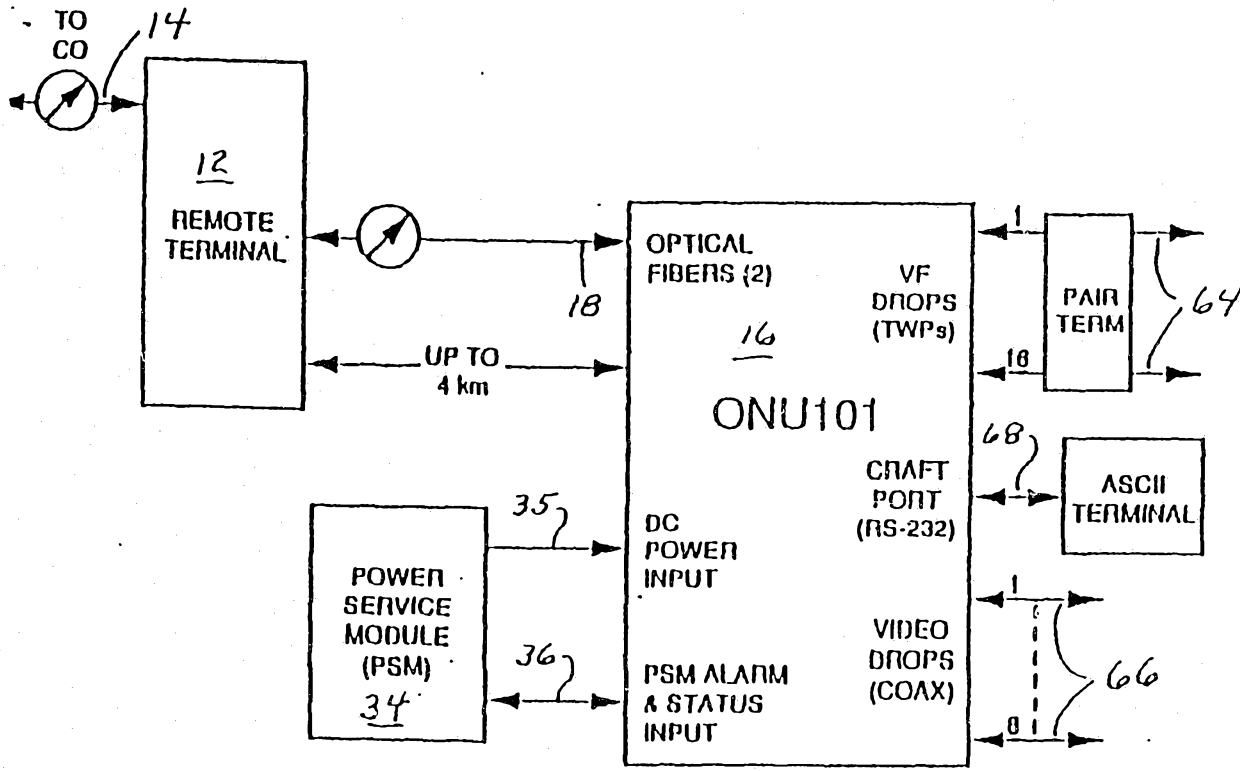 TO
CO
14
12
REMOTE
TERMINAL
18
UP TO
4 km
OPTICAL
FIBERS (2)
16
ONU101
VF
DROPS
(TWPs)
1
16
PAIR
TERM
64
CRAFT
PORT
(RS-232)
68
ASCII
TERMINAL
POWER
SERVICE
MODULE
(PSM)
34
35
DC
POWER
INPUT
36
PSM ALARM
& STATUS
INPUT
VIDEO
DROPS
(COAX)
1
8
66